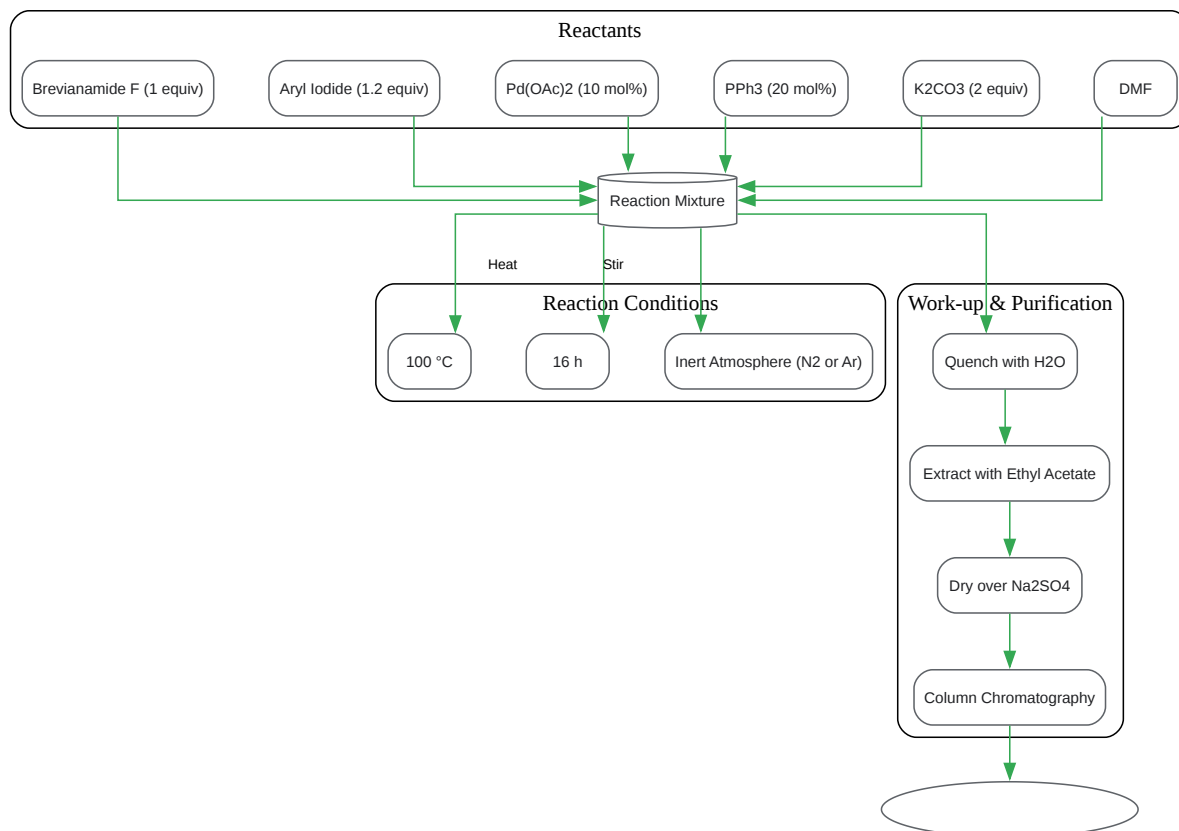 Reactants
Brevianamide F (1 equiv)
Aryl Iodide (1.2 equiv)
Pd(OAc)2 (10 mol%)
PPh3 (20 mol%)
K2CO3 (2 equiv)
DMF
Reaction Mixture
Heat
Stir
Reaction Conditions
100 °C
16 h
Inert Atmosphere (N2 or Ar)
Work-up & Purification
Quench with H2O
Extract with Ethyl Acetate
Dry over Na2SO4
Column Chromatography